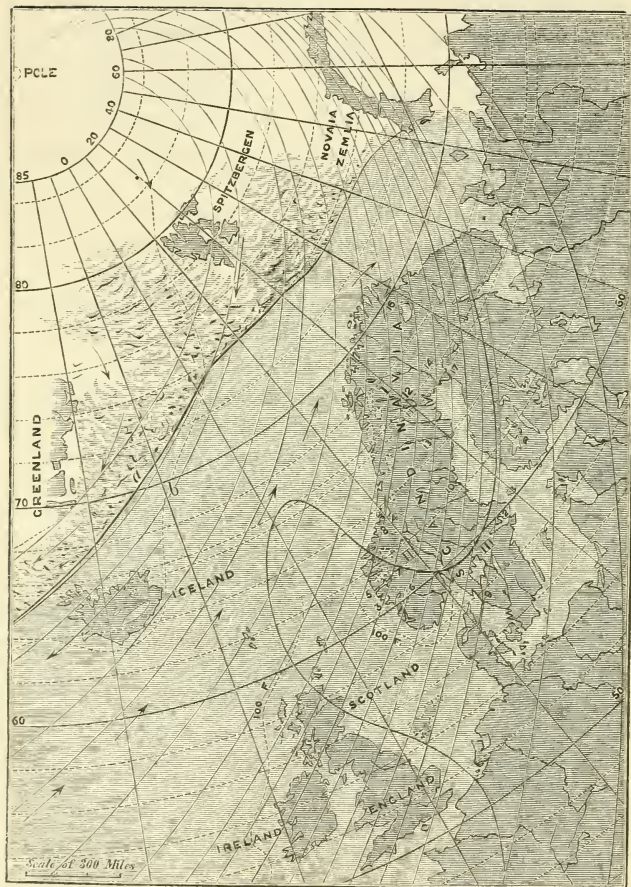 80
POLE
60
40
20
0
85
NOVAIA
ZEMLIA
SPITZBERGEN
80
60
SCANDINAVIA
GREENLAND
70
ICELAND
100 F
SCOTLAND
100 F
60
50
ENGLAND
IRELAND
Scale of 300 Miles